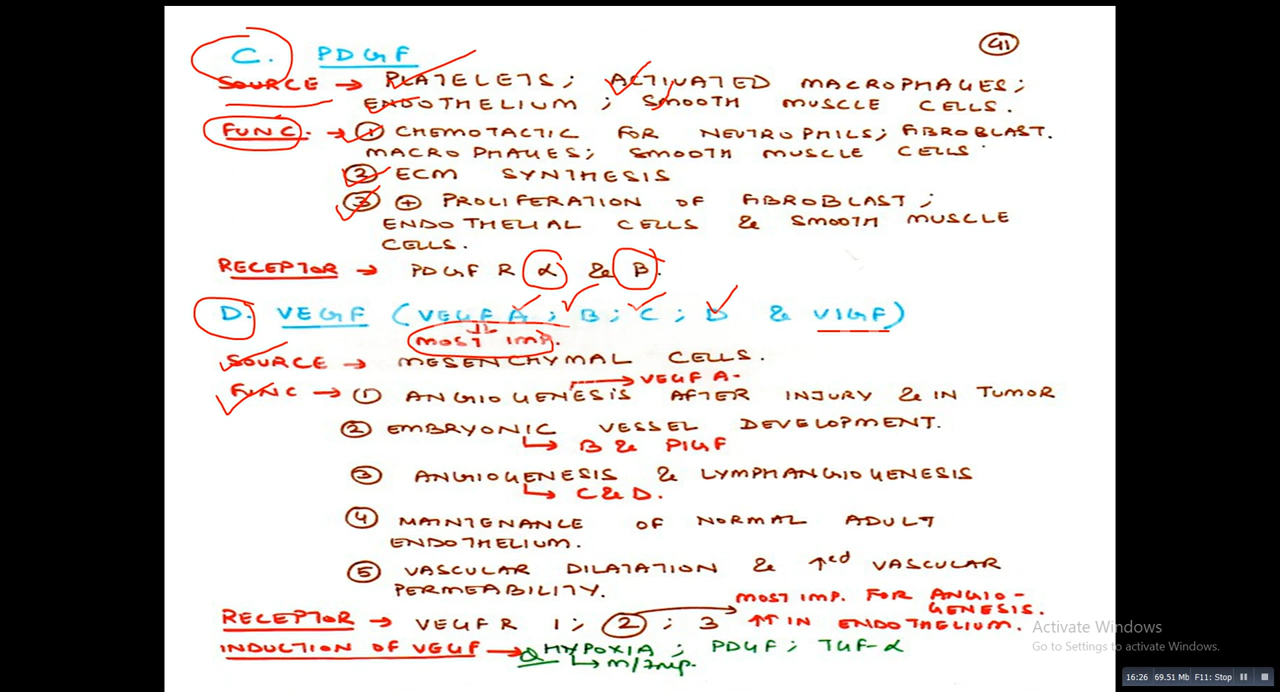 41
C. PDGF
SOURCE → PLATELETS; ACTIVATED MACROPHAGES;
ENDOTHELIUM; SMOOTH MUSCLE CELLS.
FUNC. → ① CHEMOTACTIC FOR NEUTROPHILS; FIBROBLAST.
MACROPHAGES; SMOOTH MUSCLE CELLS.
② ECM SYNTHESIS
③ ⊕ PROLIFERATION OF FIBROBLAST;
ENDOTHELIAL CELLS & SMOOTH MUSCLE
CELLS.
RECEPTOR → PDGF R α & β.
D. VEGF (VEGF A; B; C; D & VIGF)
MOST IMP.
SOURCE → MESENCHYMAL CELLS.
→ VEGF A.
FUNC → ① ANGIOGENESIS AFTER INJURY & IN TUMOR
② EMBRYONIC VESSEL DEVELOPMENT.
↳ B & PIGF
③ ANGIOGENESIS & LYMPHANGIOGENESIS
↳ C & D.
④ MAINTENANCE OF NORMAL ADULT
ENDOTHELIUM.
⑤ VASCULAR DILATATION & ↑ed VASCULAR
PERMEABILITY.
MOST IMP. FOR ANGIO-
GENESIS.
RECEPTOR → VEGF R 1; 2; 3 ↑↑ IN ENDOTHELIUM.
INDUCTION OF VEGF → HYPOXIA; PDGF; TGF-α
↳ m/imp.
Activate Windows
Go to Settings to activate Windows.
16:26 69.51 Mb F11: Stop